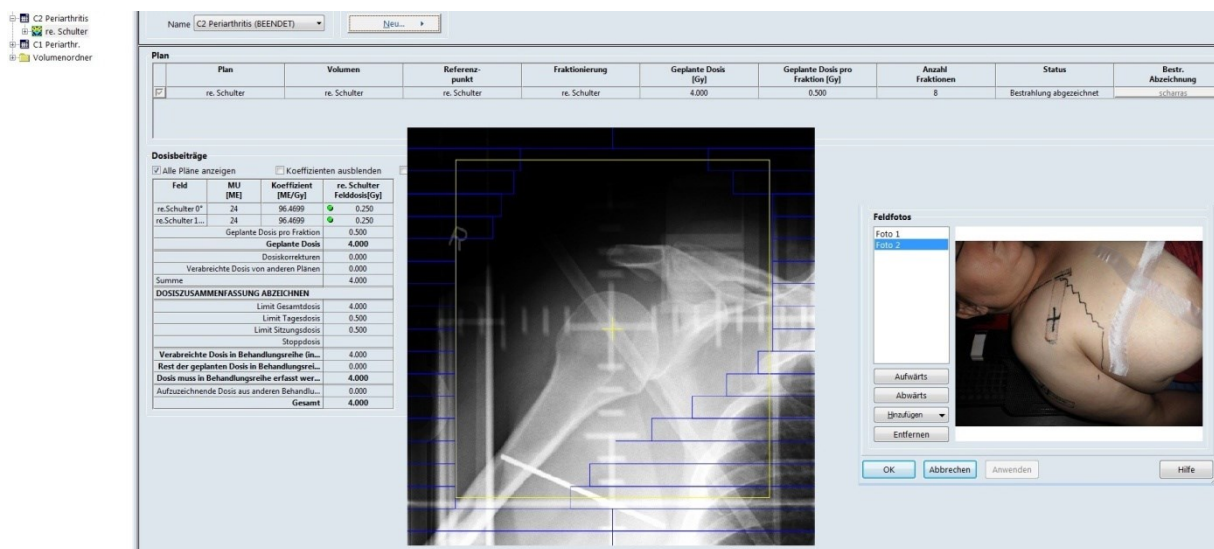 C2 Periarthritis
re. Schulter
C1 Periarthr.
Volumenordner
Name C2 Periarthritis (BEENDET) Neu...
Plan
Plan Volumen Referenz-punkt Fraktionierung Geplante Dosis [Gy] Geplante Dosis pro Fraktion [Gy] Anzahl Fraktionen Status Bestr. Abzeichnung
re. Schulter re. Schulter re. Schulter re. Schulter 4.000 0.500 8 Bestrahlung abgezeichnet scharras
Dosisbeiträge
Alle Pläne anzeigen Koeffizienten ausblenden
Feld MU [ME] Koeffizient [ME/Gy] re. Schulter Felddosis[Gy]
re.Schulter 0° 24 96.4699 0.250
re.Schulter 1... 24 96.4699 0.250
Geplante Dosis pro Fraktion 0.500
Geplante Dosis 4.000
Dosiskorrekturen 0.000
Verabreichte Dosis von anderen Plänen 0.000
Summe 4.000
DOSISZUSAMMENFASSUNG ABZEICHNEN
Limit Gesamtdosis 4.000
Limit Tagesdosis 0.500
Limit Sitzungsdosis 0.500
Stoppdosis
Verabreichte Dosis in Behandlungsreihe (in... 4.000
Rest der geplanten Dosis in Behandlungsrei... 0.000
Dosis muss in Behandlungsreihe erfasst wer... 4.000
Aufzuzeichnende Dosis aus anderen Behandlu... 0.000
Gesamt 4.000
R
Feldfotos
Foto 1
Foto 2
Aufwärts
Abwärts
Hinzufügen
Entfernen
OK Abbrechen Anwenden Hilfe